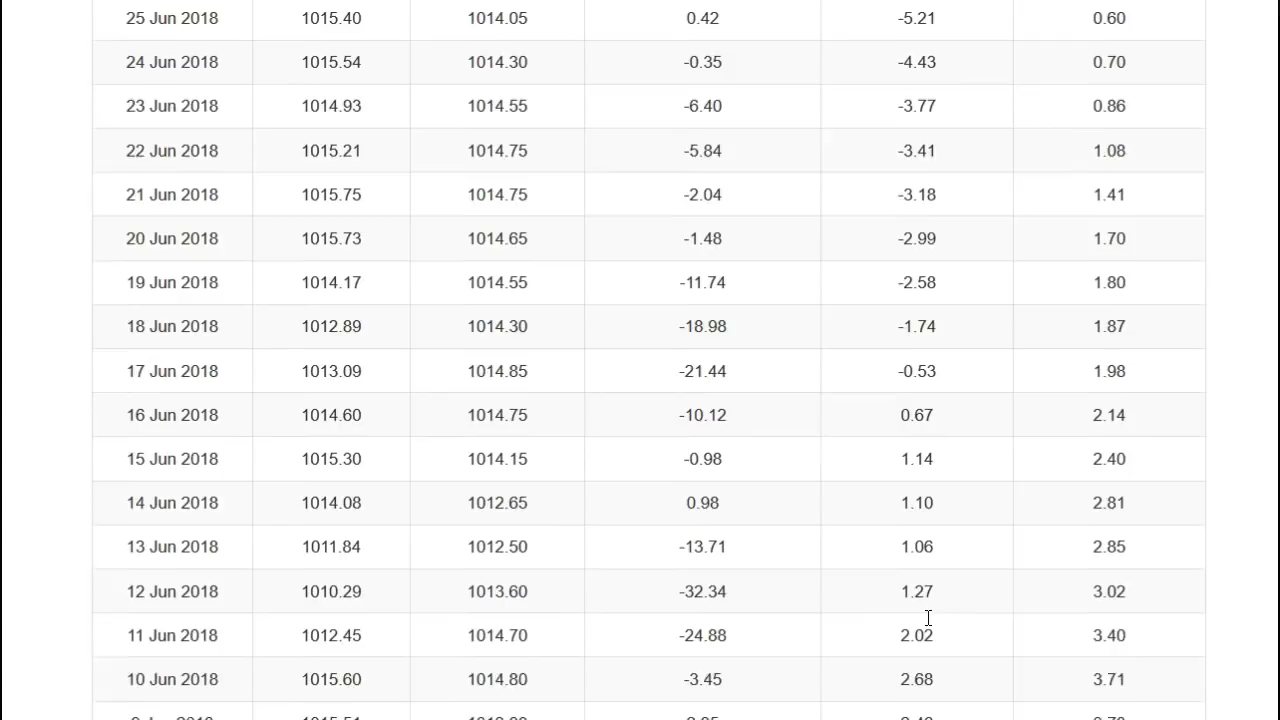 25 Jun 2018 1015.40 1014.05 0.42 -5.21 0.60
24 Jun 2018 1015.54 1014.30 -0.35 -4.43 0.70
23 Jun 2018 1014.93 1014.55 -6.40 -3.77 0.86
22 Jun 2018 1015.21 1014.75 -5.84 -3.41 1.08
21 Jun 2018 1015.75 1014.75 -2.04 -3.18 1.41
20 Jun 2018 1015.73 1014.65 -1.48 -2.99 1.70
19 Jun 2018 1014.17 1014.55 -11.74 -2.58 1.80
18 Jun 2018 1012.89 1014.30 -18.98 -1.74 1.87
17 Jun 2018 1013.09 1014.85 -21.44 -0.53 1.98
16 Jun 2018 1014.60 1014.75 -10.12 0.67 2.14
15 Jun 2018 1015.30 1014.15 -0.98 1.14 2.40
14 Jun 2018 1014.08 1012.65 0.98 1.10 2.81
13 Jun 2018 1011.84 1012.50 -13.71 1.06 2.85
12 Jun 2018 1010.29 1013.60 -32.34 1.27 3.02
11 Jun 2018 1012.45 1014.70 -24.88 2.02 3.40
10 Jun 2018 1015.60 1014.80 -3.45 2.68 3.71